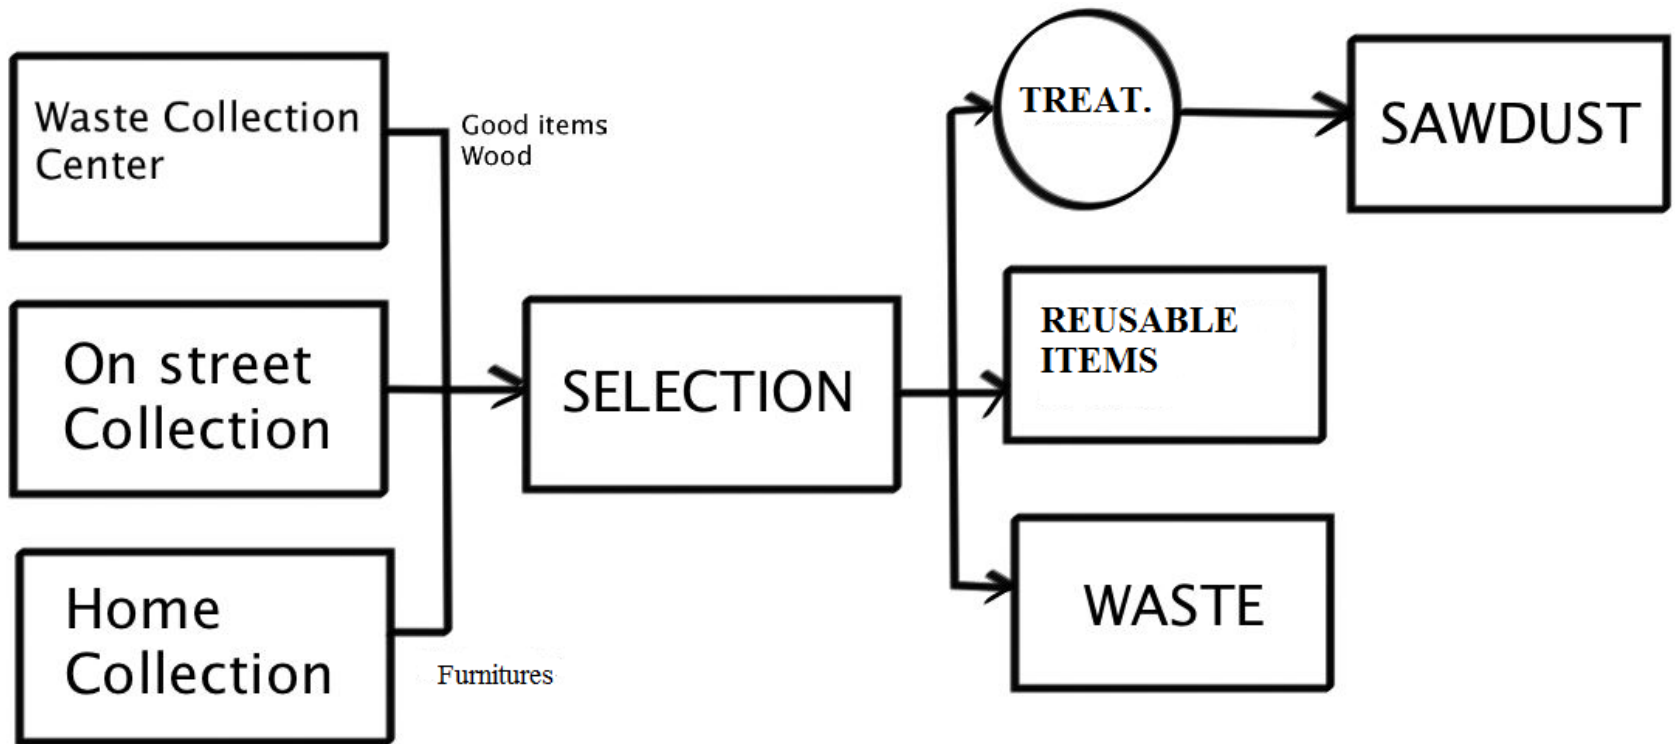 Waste Collection
Center
Good items
Wood
On street
Collection
Home
Collection
Furnitures
SELECTION
TREAT.
SAWDUST
REUSABLE
ITEMS
WASTE